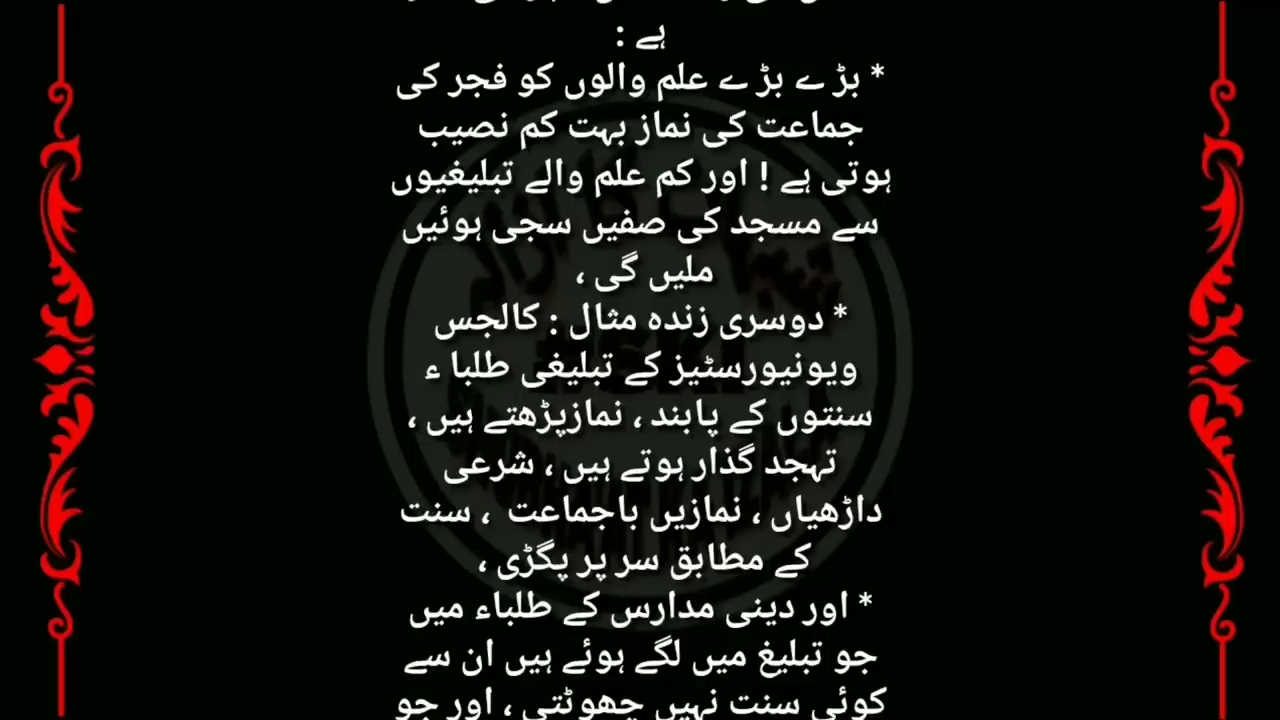 ہے :
* بڑے بڑے علم والوں کو فجر کی
جماعت کی نماز بہت کم نصیب
ہوتی ہے ! اور کم علم والے تبلیغیوں
سے مسجد کی صفیں سجی ہوئیں
ملیں گی ،
* دوسری زندہ مثال : کالجس
ویونیورسٹیز کے تبلیغی طلبا ء
سنتوں کے پابند ، نمازپڑھتے ہیں ،
تہجد گذار ہوتے ہیں ، شرعی
داڑھیاں ، نمازیں باجماعت ، سنت
کے مطابق سر پر پگڑی ،
* اور دینی مدارس کے طلباء میں
جو تبلیغ میں لگے ہوئے ہیں ان سے
کوئی سنت نہیں چھوٹتی ، اور جو